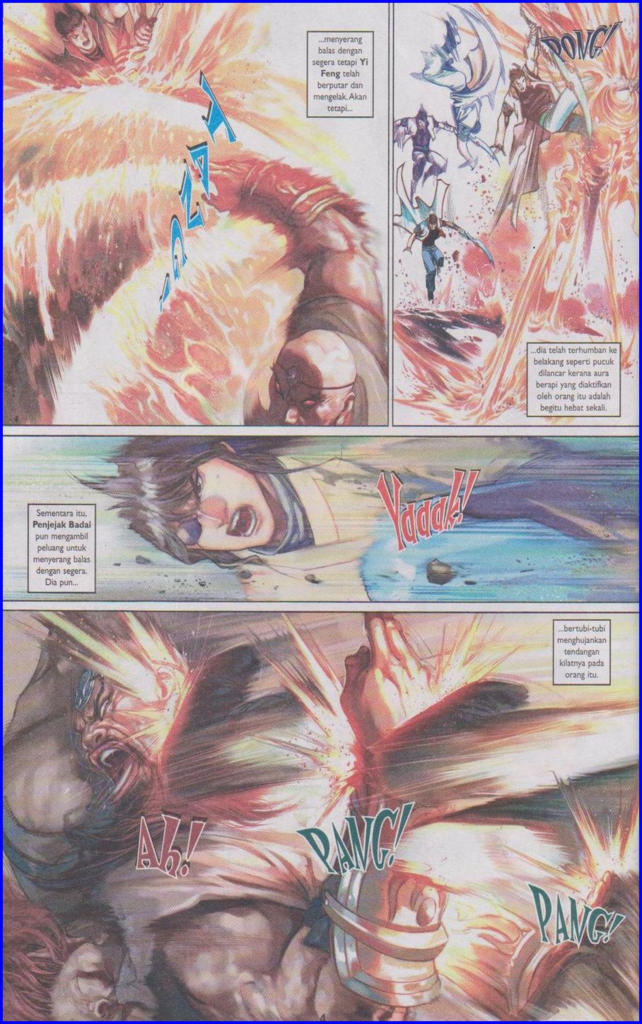 ...menyerang
balas dengan
segera tetapi Yi
Feng telah
berputar dan
mengelak. Akan
tetapi...
PONG!
...dia telah terhumban ke
belakang seperti pucuk
dilancar kerana aura
berapi yang diaktifkan
oleh orang itu adalah
begitu hebat sekali.
Sementara itu,
Penjejak Badai
pun mengambil
peluang untuk
menyerang balas
dengan segera.
Dia pun...
Yaaak!
...bertubi-tubi
menghujankan
tendangan
kilatnya pada
orang itu.
Ah!
PANG!
PANG!
4